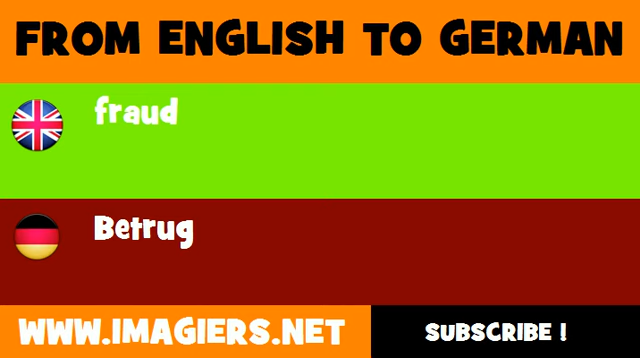 FROM ENGLISH TO GERMAN
fraud
Betrug
WWW.IMAGIERS.NET
SUBSCRIBE !